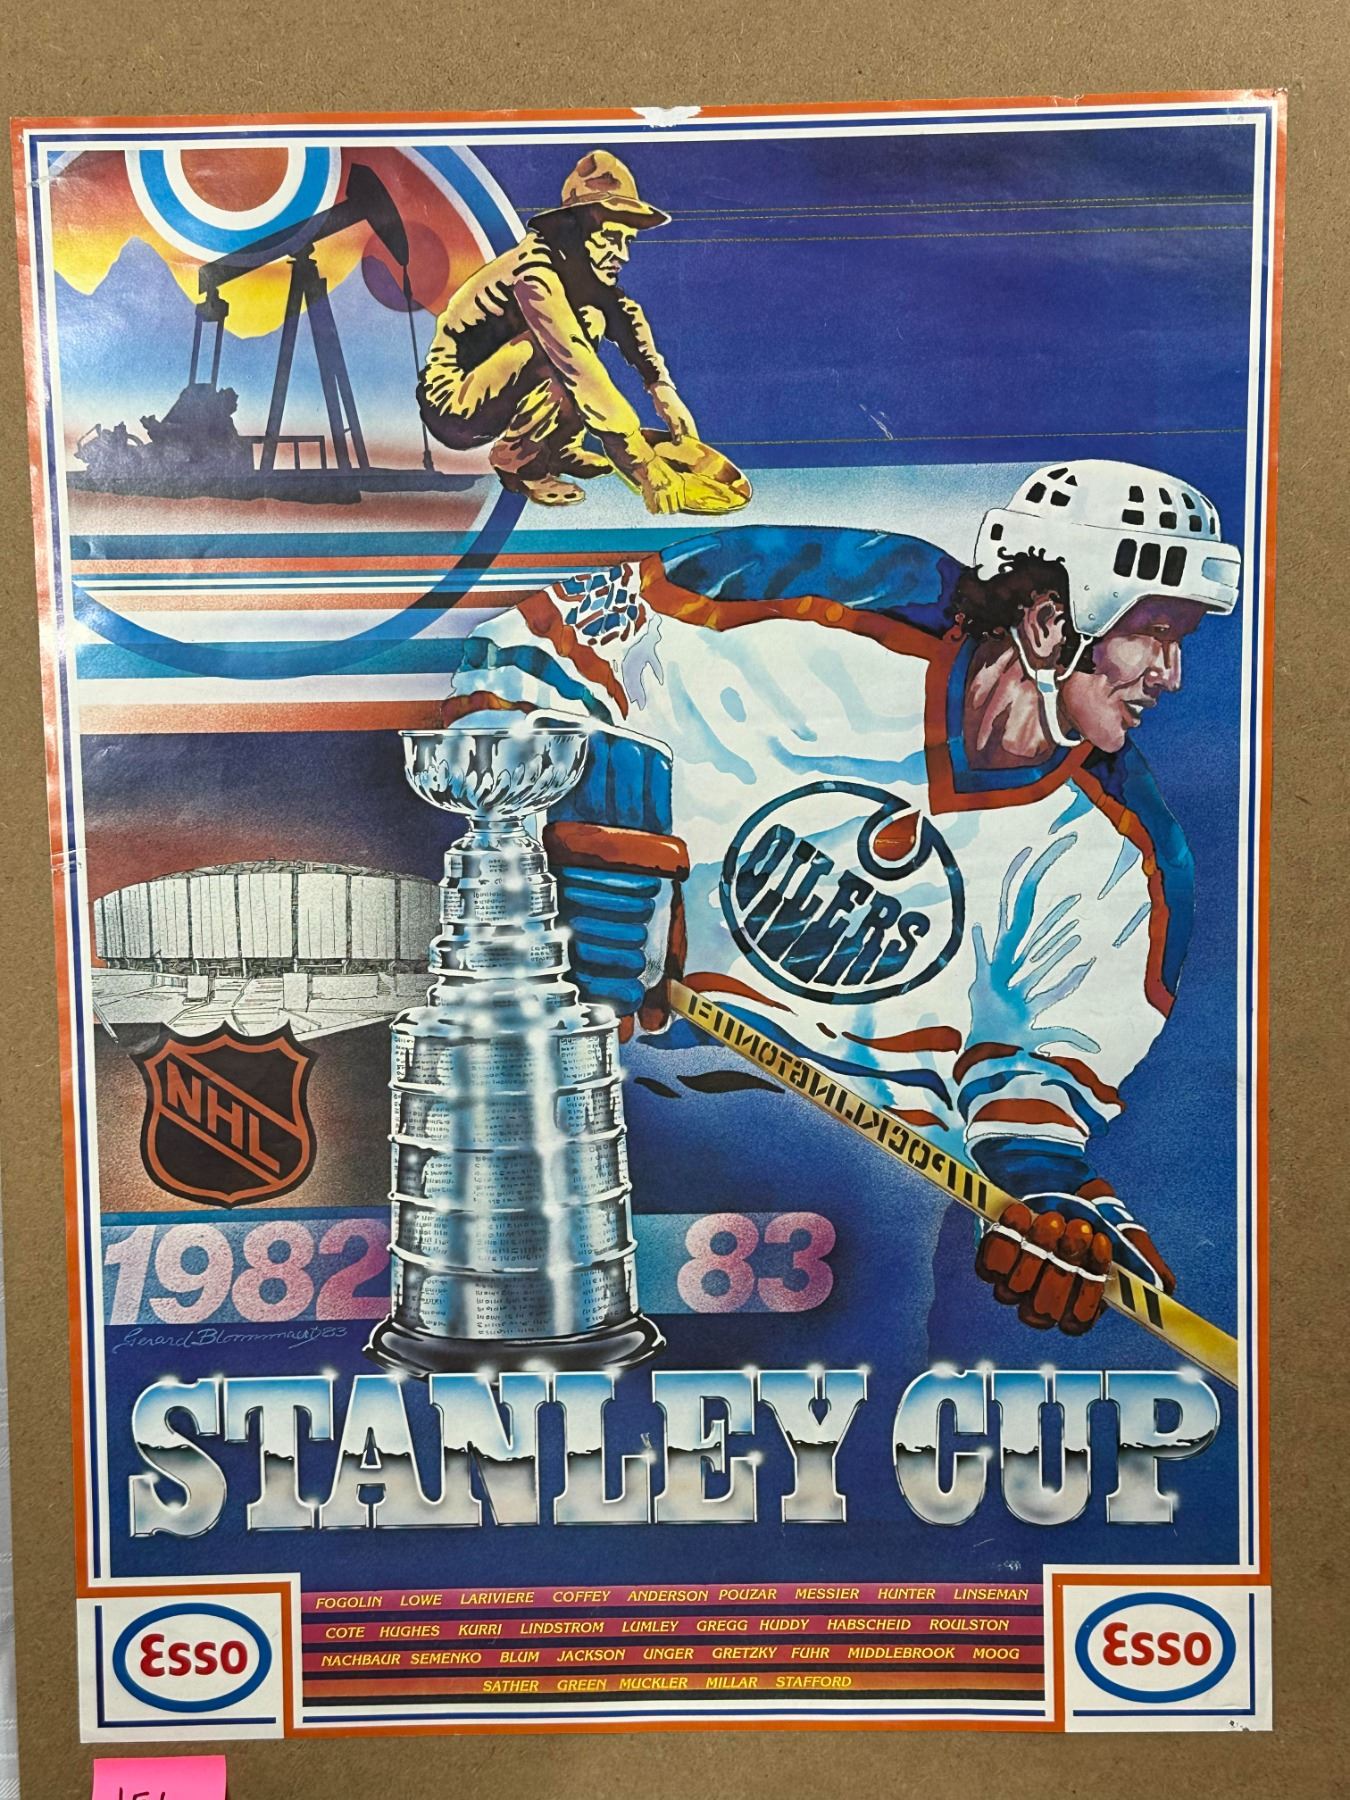 OILERS
NHL
1982 83
Gerard Blommaert 83
STANLEY CUP
Esso
FOGOLIN LOWE LARIVIERE COFFEY ANDERSON POUZAR MESSIER HUNTER LINSEMAN
COTE HUGHES KURRI LINDSTROM LUMLEY GREGG HUDDY HABSCHEID ROULSTON
NACHBAUR SEMENKO BLUM JACKSON UNGER GRETZKY FUHR MIDDLEBROOK MOOG
SATHER GREEN MUCKLER MILLAR STAFFORD
Esso